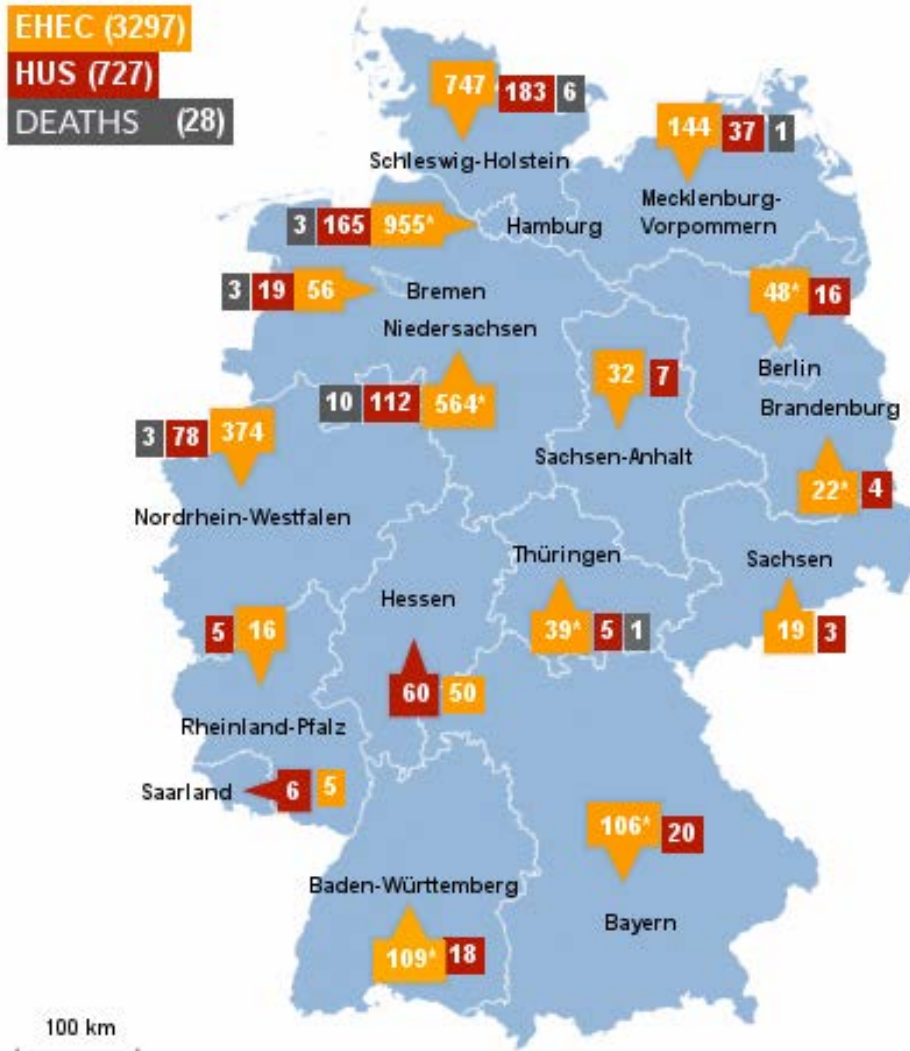 EHEC (3297)
HUS (727)
DEATHS (28)
747 183 6
Schleswig-Holstein
144 37 1
Mecklenburg-
Vorpommern
3 165 955*
Hamburg
3 19 56
Bremen
48* 16
Berlin
Niedersachsen
10 112 564*
32 7
Sachsen-Anhalt
Brandenburg
22* 4
3 78 374
Nordrhein-Westfalen
Thüringen
39* 5 1
Sachsen
19 3
Hessen
60 50
5 16
Rheinland-Pfalz
Saarland
6 5
106* 20
Bayern
Baden-Württemberg
109* 18
100 km